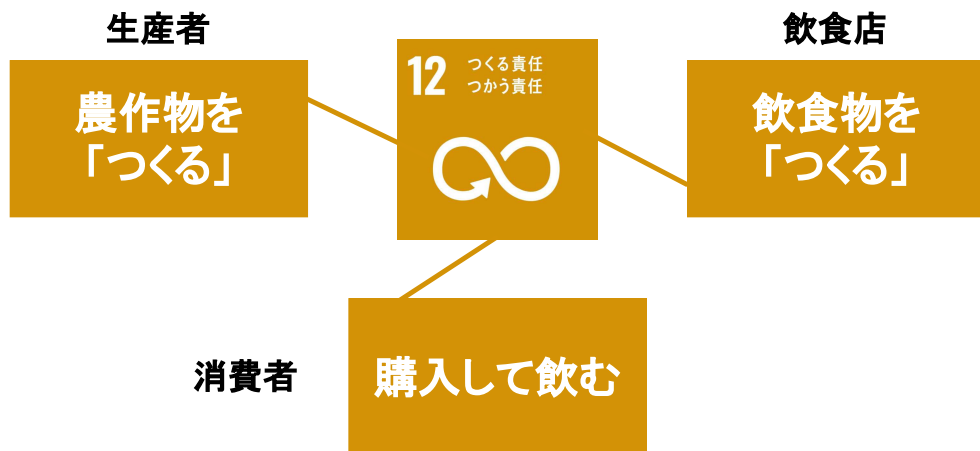 生産者
農作物を
「つくる」
12
つくる責任
つかう責任
飲食店
飲食物を
「つくる」
消費者
購入して飲む